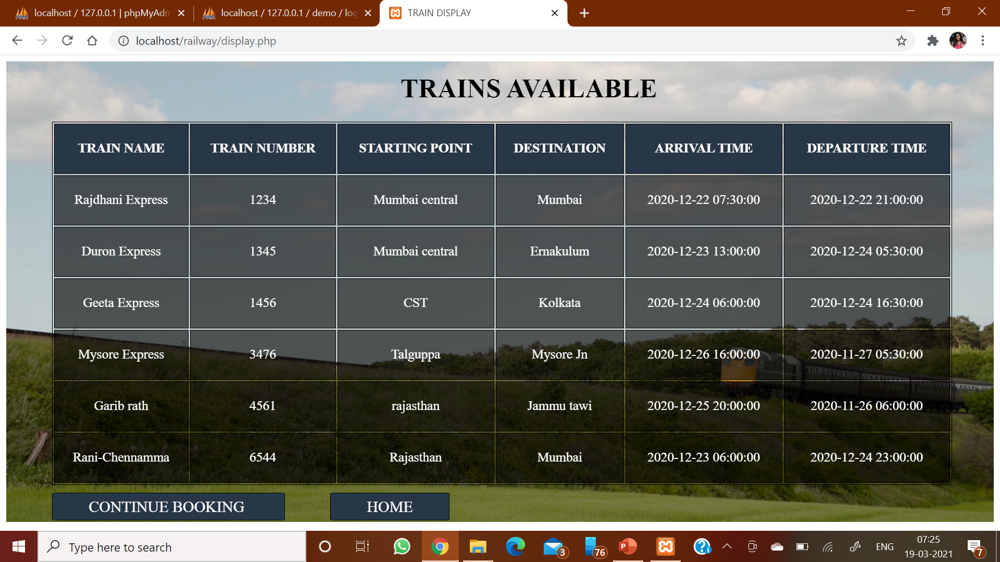 localhost / 127.0.0.1 | phpMyAdm
localhost / 127.0.0.1 / demo / log
TRAIN DISPLAY
localhost/railway/display.php
TRAINS AVAILABLE
TRAIN NAME TRAIN NUMBER STARTING POINT DESTINATION ARRIVAL TIME DEPARTURE TIME
Rajdhani Express 1234 Mumbai central Mumbai 2020-12-22 07:30:00 2020-12-22 21:00:00
Duron Express 1345 Mumbai central Ernakulum 2020-12-23 13:00:00 2020-12-24 05:30:00
Geeta Express 1456 CST Kolkata 2020-12-24 06:00:00 2020-12-24 16:30:00
Mysore Express 3476 Talguppa Mysore Jn 2020-12-26 16:00:00 2020-11-27 05:30:00
Garib rath 4561 rajasthan Jammu tawi 2020-12-25 20:00:00 2020-11-26 06:00:00
Rani-Chennamma 6544 Rajasthan Mumbai 2020-12-23 06:00:00 2020-12-24 23:00:00
CONTINUE BOOKING HOME
Type here to search
3
76
P
ENG
07:25
19-03-2021
7